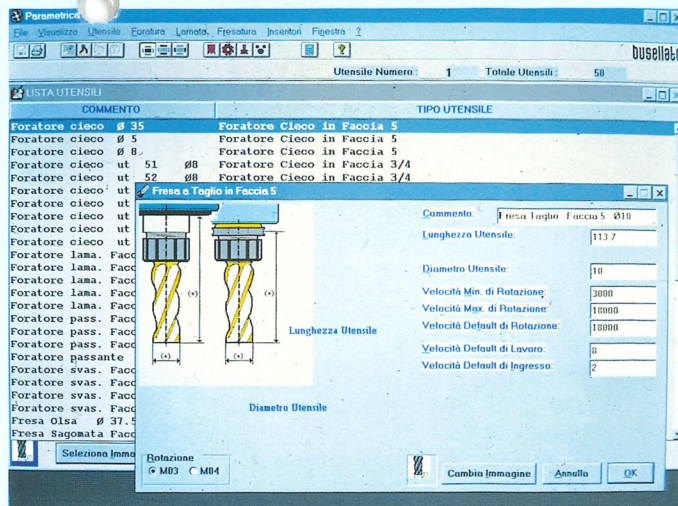 Parametrica
File Visualizza Utensile Foratura Lamata Fresatura Inseritori Finestra ?
busellato
Utensile Numero : 1 Totale Utensili : 50
LISTA UTENSILI
COMMENTO TIPO UTENSILE
Foratore cieco Ø 35 Foratore Cieco in Faccia 5
Foratore cieco Ø 5 Foratore Cieco in Faccia 5
Foratore cieco Ø 8 Foratore Cieco in Faccia 5
Foratore cieco ut 51 Ø8 Foratore Cieco in Faccia 3/4
Foratore cieco ut 52 Ø8 Foratore Cieco in Faccia 3/4
Foratore cieco ut
Foratore cieco ut
Foratore cieco ut
Foratore cieco ut
Foratore cieco ut
Foratore lama. Facc
Foratore lama. Facc
Foratore lama. Facc
Foratore lama. Facc
Foratore pass. Facc
Foratore pass. Facc
Foratore pass. Facc
Foratore passante
Foratore svas. Facc
Foratore svas. Facc
Foratore svas. Facc
Foratore svas. Facc
Fresa Olsa Ø 37.5
Fresa Sagomata Facc
Seleziona Imma
Fresa a Taglio in Faccia 5
Commento: Fresa Taglio Faccia 5 Ø10
Lunghezza Utensile: 113.7
Diametro Utensile: 10
Velocità Min. di Rotazione: 3000
Velocità Max. di Rotazione: 18000
Velocità Default di Rotazione: 18000
Velocità Default di Lavoro: 8
Velocità Default di Ingresso: 2
(+) (+)
Lunghezza Utensile
(+) (+)
Diametro Utensile
Rotazione
M03 M04
Cambia Immagine Annulla OK